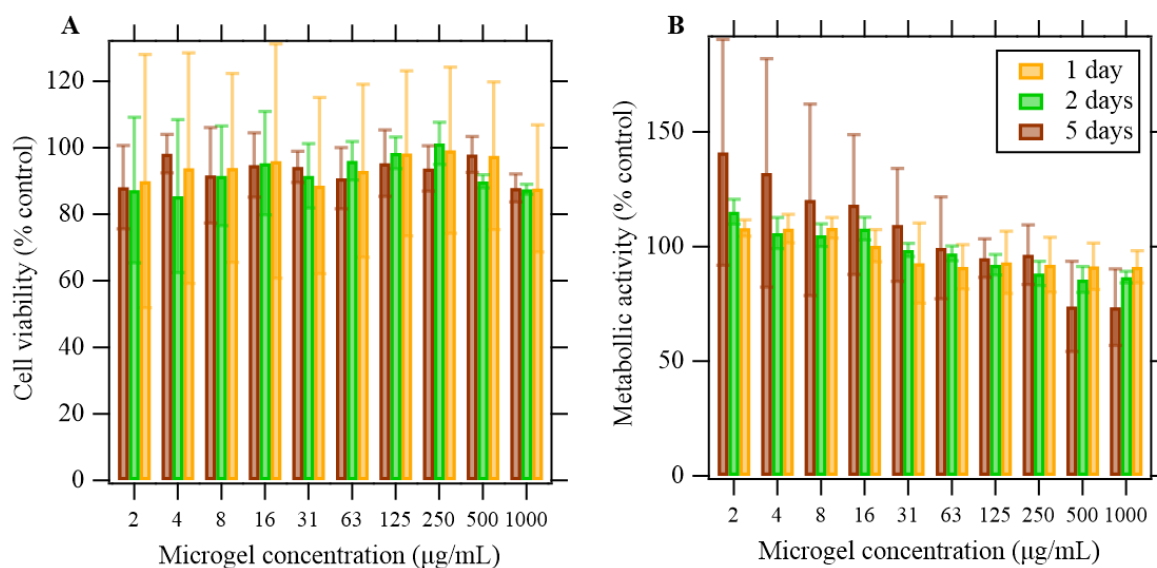 A
Cell viability (% control)
120
100
80
60
40
20
0
2 4 8 16 31 63 125 250 500 1000
Microgel concentration (µg/mL)
B
Metabollic activity (% control)
1 day
2 days
5 days
150
100
50
0
2 4 8 16 31 63 125 250 500 1000
Microgel concentration (µg/mL)